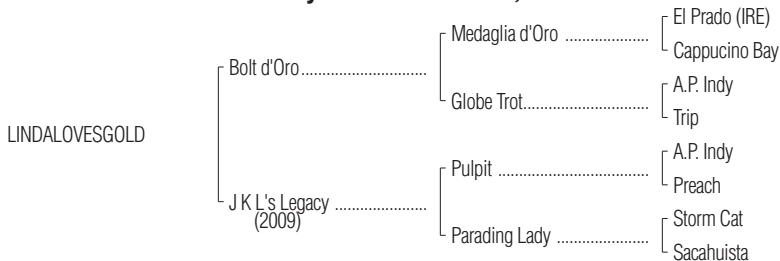 El Prado (IRE)
Medaglia d'Oro ....................
Cappucino Bay
Bolt d'Oro..............................
A.P. Indy
Globe Trot..............................
Trip
LINDALOVESGOLD
A.P. Indy
Pulpit ....................................
Preach
J K L's Legacy ......................
(2009)
Storm Cat
Parading Lady ......................
Sacahuista